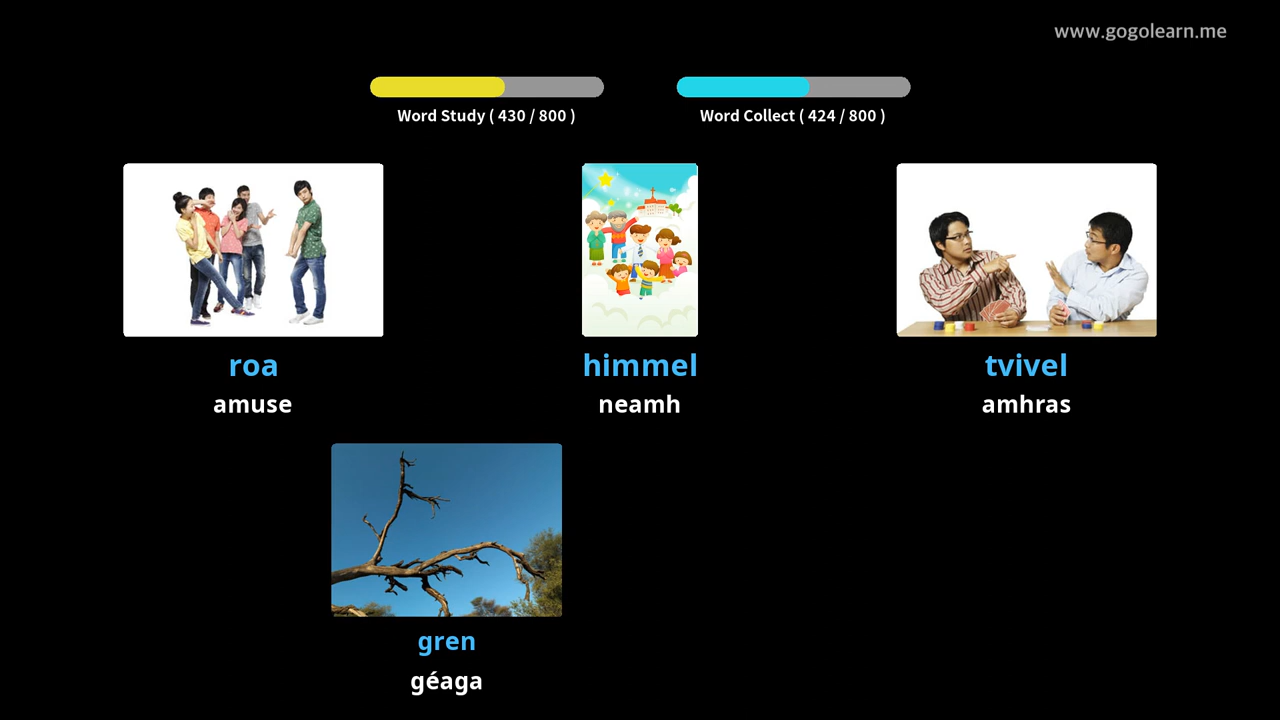 www.gogolearn.me
Word Study ( 430 / 800 )
Word Collect ( 424 / 800 )
roa
himmel
tvivel
amuse
neamh
amhras
gren
géaga